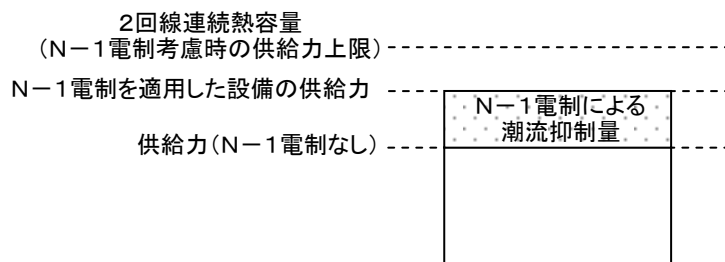 2回線連続熱容量
(N-1電制考慮時の供給力上限)
N-1電制を適用した設備の供給力
N-1電制による
潮流抑制量
供給力(N-1電制なし)